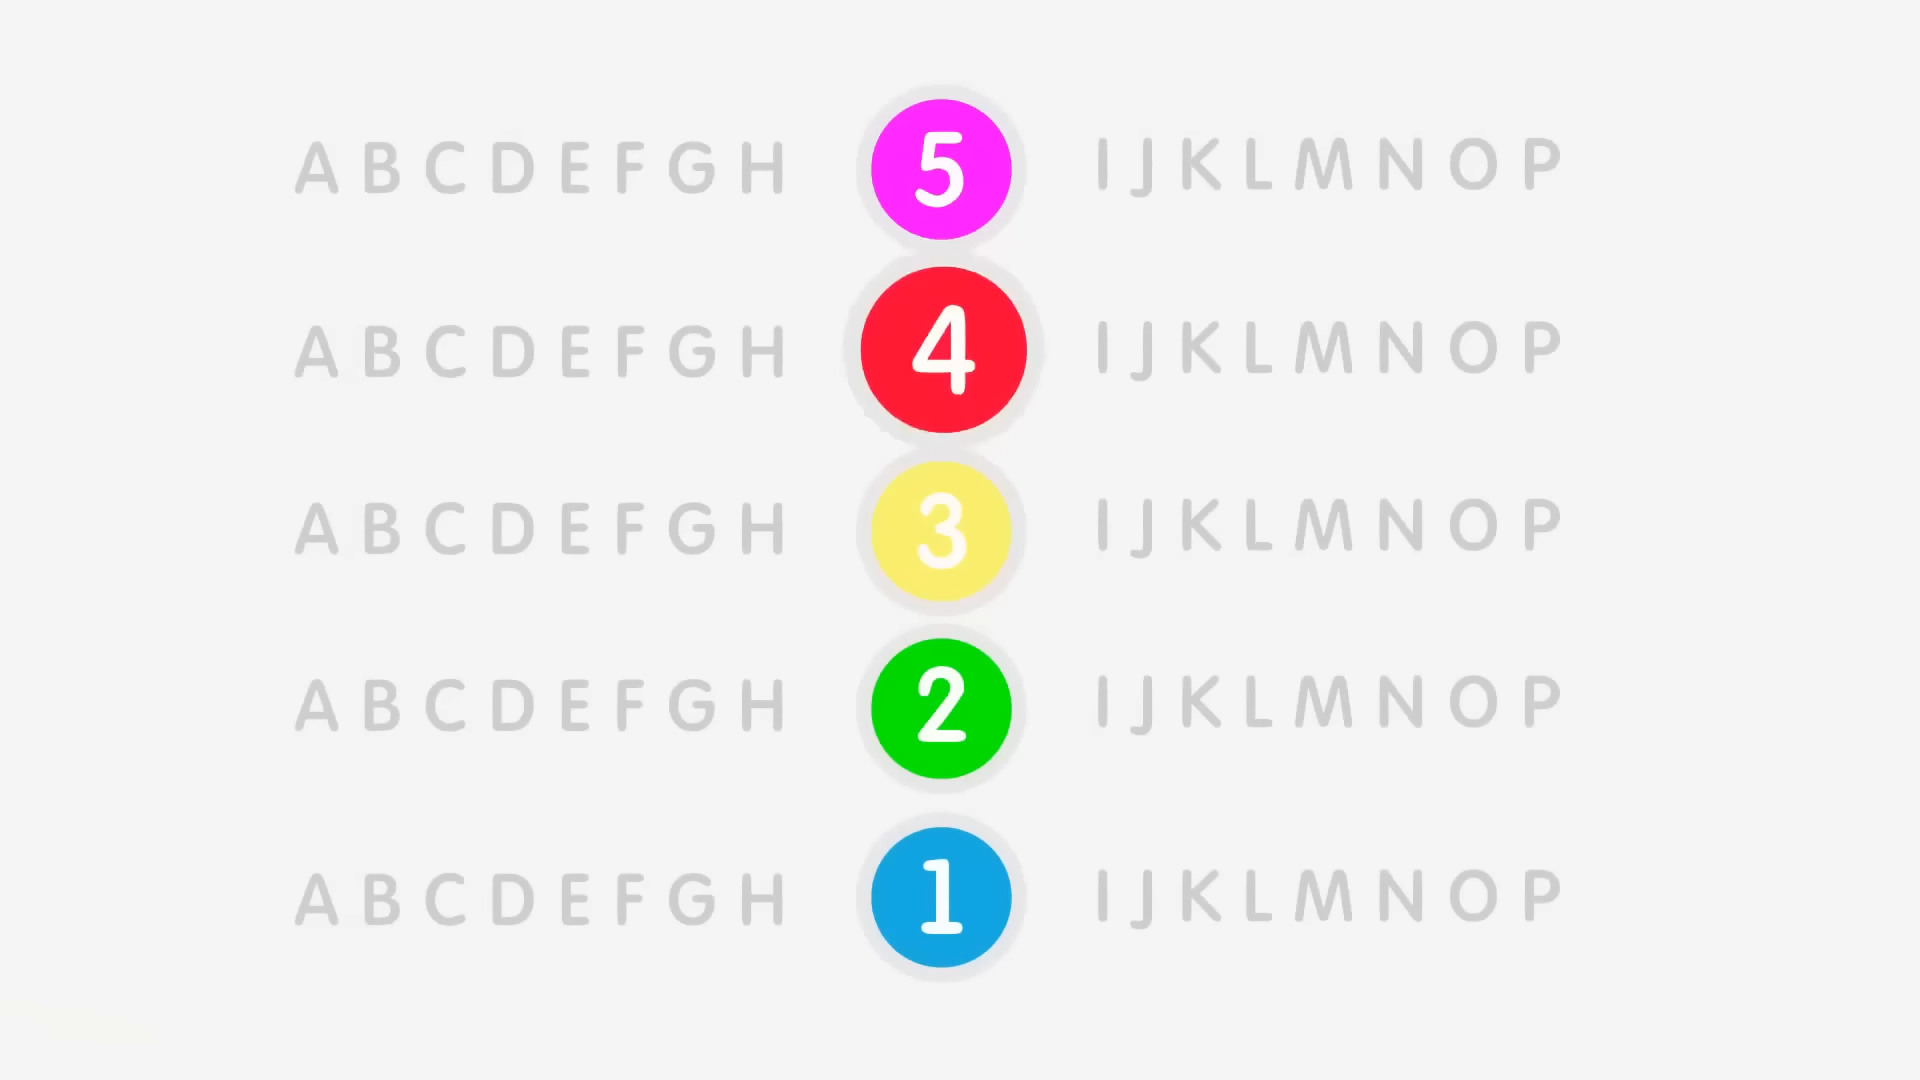 A B C D E F G H 5 I J K L M N O P
A B C D E F G H 4 I J K L M N O P
A B C D E F G H 3 I J K L M N O P
A B C D E F G H 2 I J K L M N O P
A B C D E F G H 1 I J K L M N O P